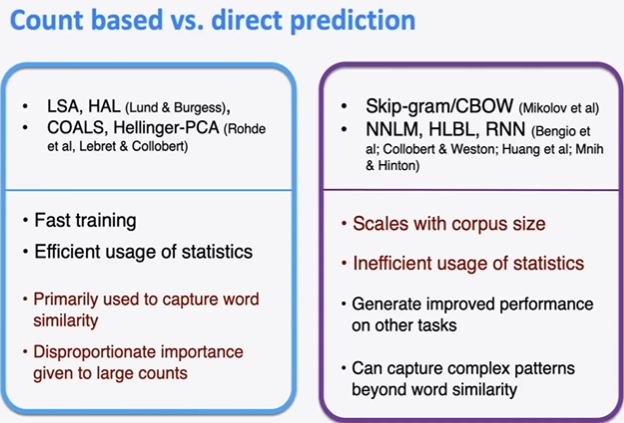 Count based vs. direct prediction
• LSA, HAL (Lund & Burgess),
• COALS, Hellinger-PCA (Rohde
et al, Lebret & Collobert)
• Fast training
• Efficient usage of statistics
• Primarily used to capture word
similarity
• Disproportionate importance
given to large counts
• Skip-gram/CBOW (Mikolov et al)
• NNLM, HLBL, RNN (Bengio et
al; Collobert & Weston; Huang et al; Mnih
& Hinton)
• Scales with corpus size
• Inefficient usage of statistics
• Generate improved performance
on other tasks
• Can capture complex patterns
beyond word similarity